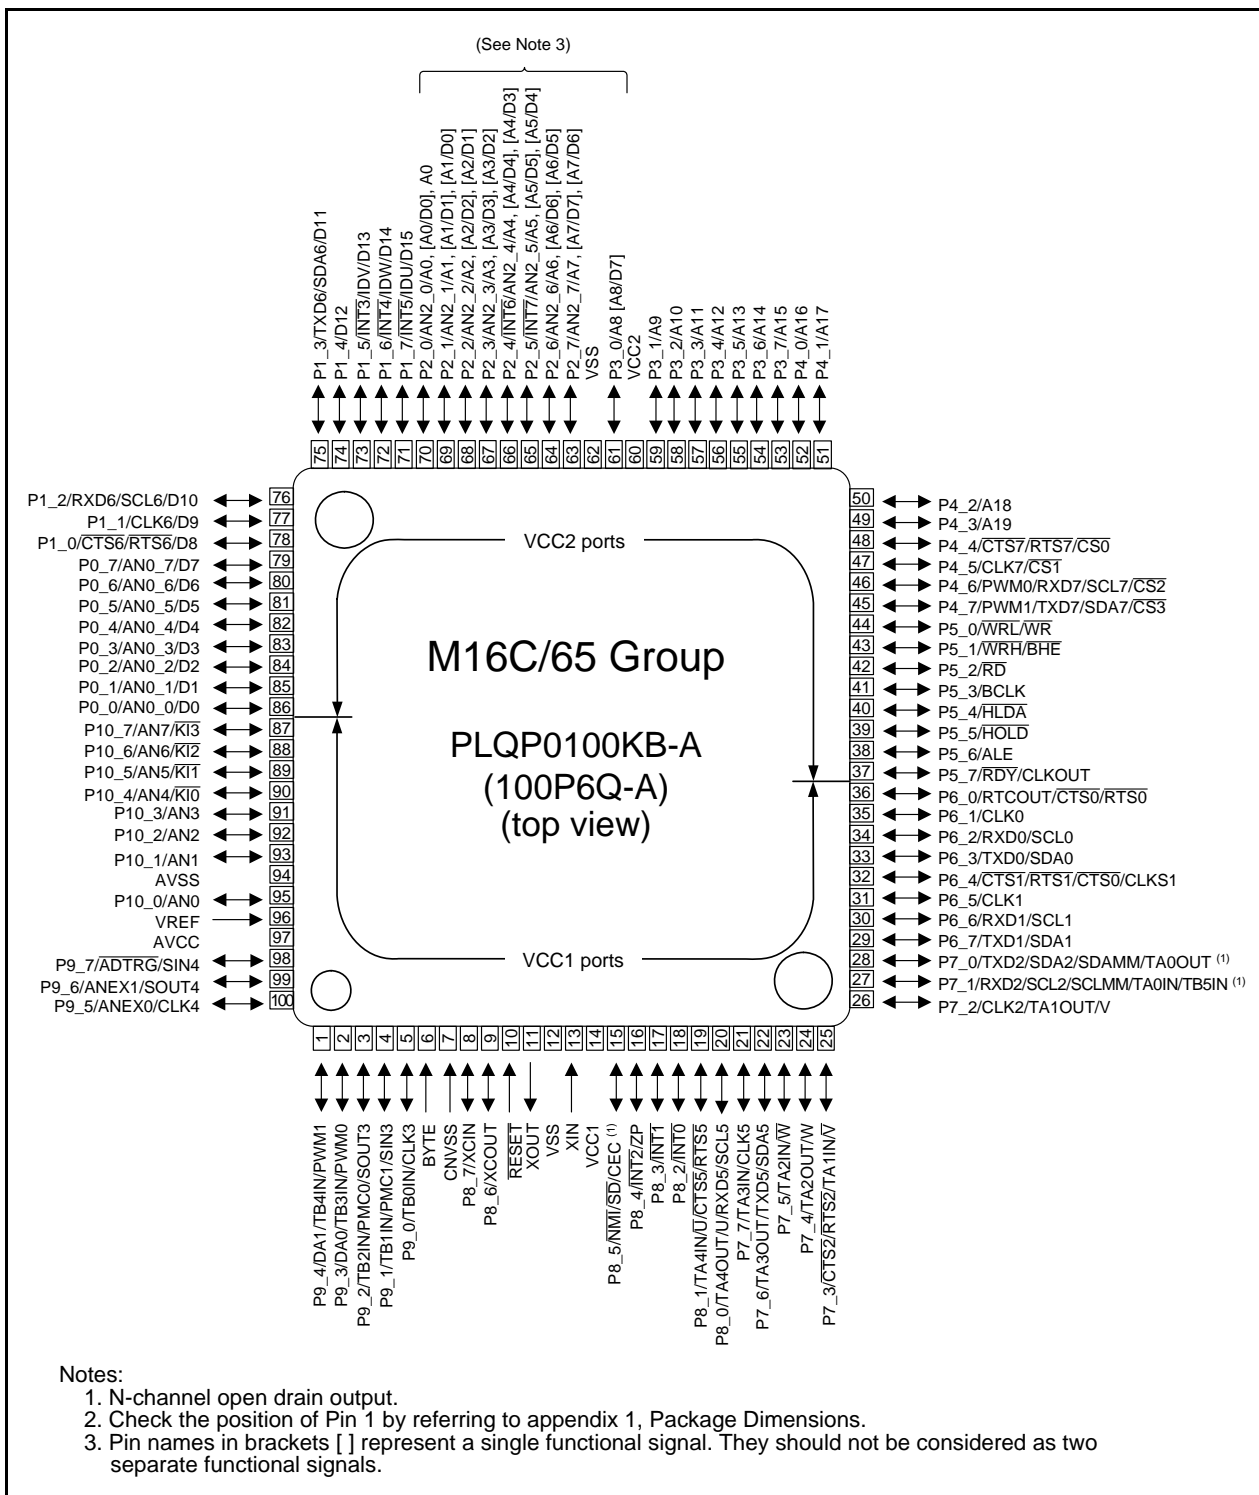 (See Note 3)
P1_3/TXD6/SDA6/D11
P1_4/D12
P1_5/INT3/IDV/D13
P1_6/INT4/IDW/D14
P1_7/INT5/IDU/D15
P2_0/AN2_0/A0, [A0/D0], A0
P2_1/AN2_1/A1, [A1/D1], [A1/D0]
P2_2/AN2_2/A2, [A2/D2], [A2/D1]
P2_3/AN2_3/A3, [A3/D3], [A3/D2]
P2_4/INT6/AN2_4/A4, [A4/D4], [A4/D3]
P2_5/INT7/AN2_5/A5, [A5/D5], [A5/D4]
P2_6/AN2_6/A6, [A6/D6], [A6/D5]
P2_7/AN2_7/A7, [A7/D7], [A7/D6]
VSS
P3_0/A8 [A8/D7]
VCC2
P3_1/A9
P3_2/A10
P3_3/A11
P3_4/A12
P3_5/A13
P3_6/A14
P3_7/A15
P4_0/A16
P4_1/A17
75 74 73 72 71 70 69 68 67 66 65 64 63 62 61 60 59 58 57 56 55 54 53 52 51
P1_2/RXD6/SCL6/D10 76
P1_1/CLK6/D9 77
P1_0/CTS6/RTS6/D8 78
P0_7/AN0_7/D7 79
P0_6/AN0_6/D6 80
P0_5/AN0_5/D5 81
P0_4/AN0_4/D4 82
P0_3/AN0_3/D3 83
P0_2/AN0_2/D2 84
P0_1/AN0_1/D1 85
P0_0/AN0_0/D0 86
P10_7/AN7/KI3 87
P10_6/AN6/KI2 88
P10_5/AN5/KI1 89
P10_4/AN4/KI0 90
P10_3/AN3 91
P10_2/AN2 92
P10_1/AN1 93
AVSS 94
P10_0/AN0 95
VREF 96
AVCC 97
P9_7/ADTRG/SIN4 98
P9_6/ANEX1/SOUT4 99
P9_5/ANEX0/CLK4 100
VCC2 ports
M16C/65 Group
PLQP0100KB-A
(100P6Q-A)
(top view)
VCC1 ports
50 P4_2/A18
49 P4_3/A19
48 P4_4/CTS7/RTS7/CS0
47 P4_5/CLK7/CS1
46 P4_6/PWM0/RXD7/SCL7/CS2
45 P4_7/PWM1/TXD7/SDA7/CS3
44 P5_0/WRL/WR
43 P5_1/WRH/BHE
42 P5_2/RD
41 P5_3/BCLK
40 P5_4/HLDA
39 P5_5/HOLD
38 P5_6/ALE
37 P5_7/RDY/CLKOUT
36 P6_0/RTCOUT/CTS0/RTS0
35 P6_1/CLK0
34 P6_2/RXD0/SCL0
33 P6_3/TXD0/SDA0
32 P6_4/CTS1/RTS1/CTS0/CLKS1
31 P6_5/CLK1
30 P6_6/RXD1/SCL1
29 P6_7/TXD1/SDA1
28 P7_0/TXD2/SDA2/SDAMM/TA0OUT (1)
27 P7_1/RXD2/SCL2/SCLMM/TA0IN/TB5IN (1)
26 P7_2/CLK2/TA1OUT/V
1 2 3 4 5 6 7 8 9 10 11 12 13 14 15 16 17 18 19 20 21 22 23 24 25
P9_4/DA1/TB4IN/PWM1
P9_3/DA0/TB3IN/PWM0
P9_2/TB2IN/PMC0/SOUT3
P9_1/TB1IN/PMC1/SIN3
P9_0/TB0IN/CLK3
BYTE
CNVSS
P8_7/XCIN
P8_6/XCOUT
RESET
XOUT
VSS
XIN
VCC1
P8_5/NMI/SD/CEC (1)
P8_4/INT2/ZP
P8_3/INT1
P8_2/INT0
P8_1/TA4IN/U/CTS5/RTS5
P8_0/TA4OUT/U/RXD5/SCL5
P7_7/TA3IN/CLK5
P7_6/TA3OUT/TXD5/SDA5
P7_5/TA2IN/W
P7_4/TA2OUT/W
P7_3/CTS2/RTS2/TA1IN/V
Notes:
1. N-channel open drain output.
2. Check the position of Pin 1 by referring to appendix 1, Package Dimensions.
3. Pin names in brackets [ ] represent a single functional signal. They should not be considered as two
separate functional signals.